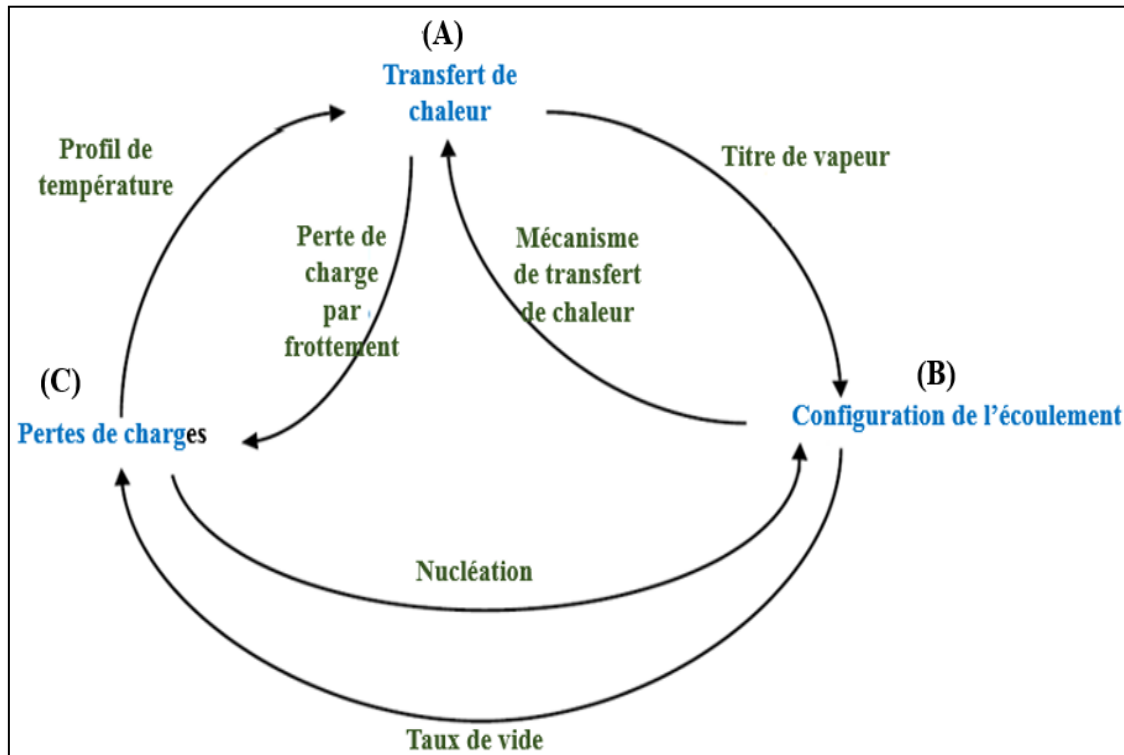 (A)
Transfert de
chaleur
Profil de
température
Titre de vapeur
Perte de
charge
par
frottement
Mécanisme
de transfert
de chaleur
(C)
Pertes de charges
(B)
Configuration de l’écoulement
Nucléation
Taux de vide